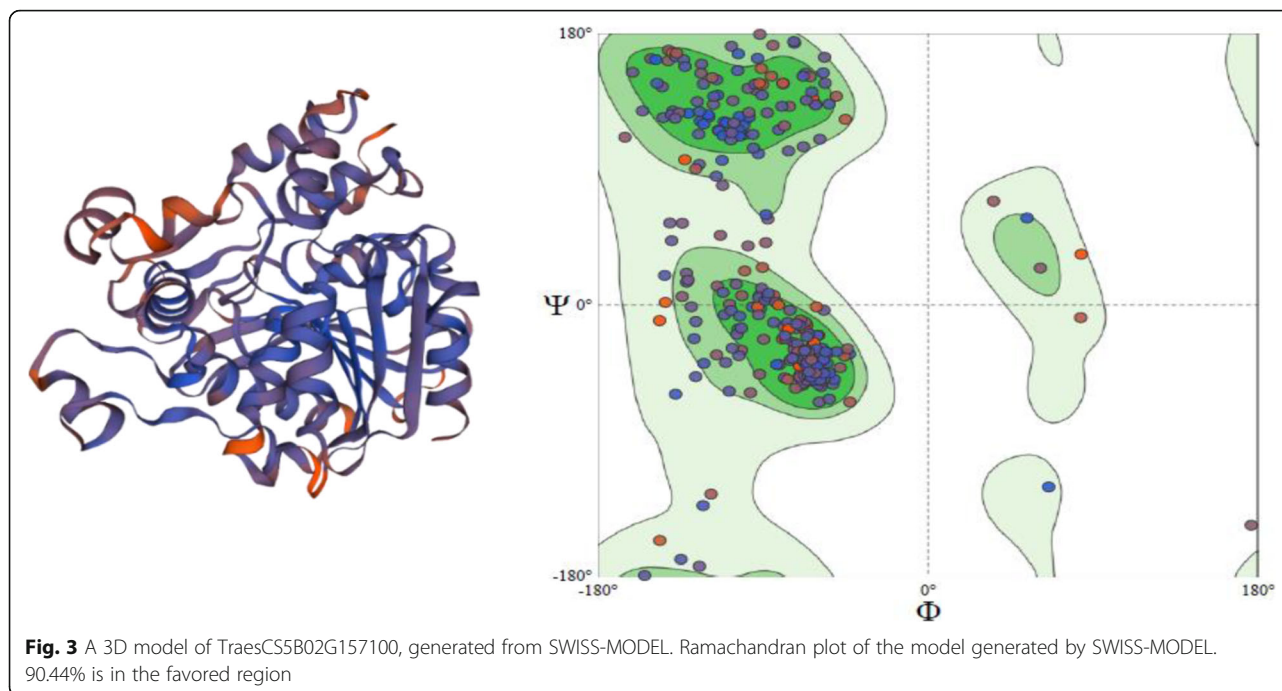 180°
Ψ 0°
-180°
-180° 0° 180°
Φ
Fig. 3 A 3D model of TraesCS5B02G157100, generated from SWISS-MODEL. Ramachandran plot of the model generated by SWISS-MODEL.
90.44% is in the favored region